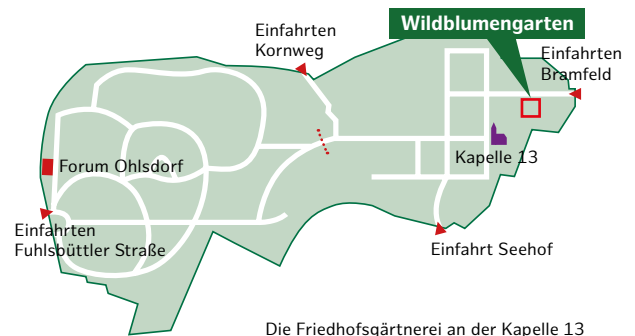 Wildblumengarten
Einfahrten
Kornweg
Einfahrten
Bramfeld
Kapelle 13
Forum Ohlsdorf
Einfahrten
Fuhlsbüttler Straße
Einfahrt Seehof
Die Friedhofsgärtnerei an der Kapelle 13